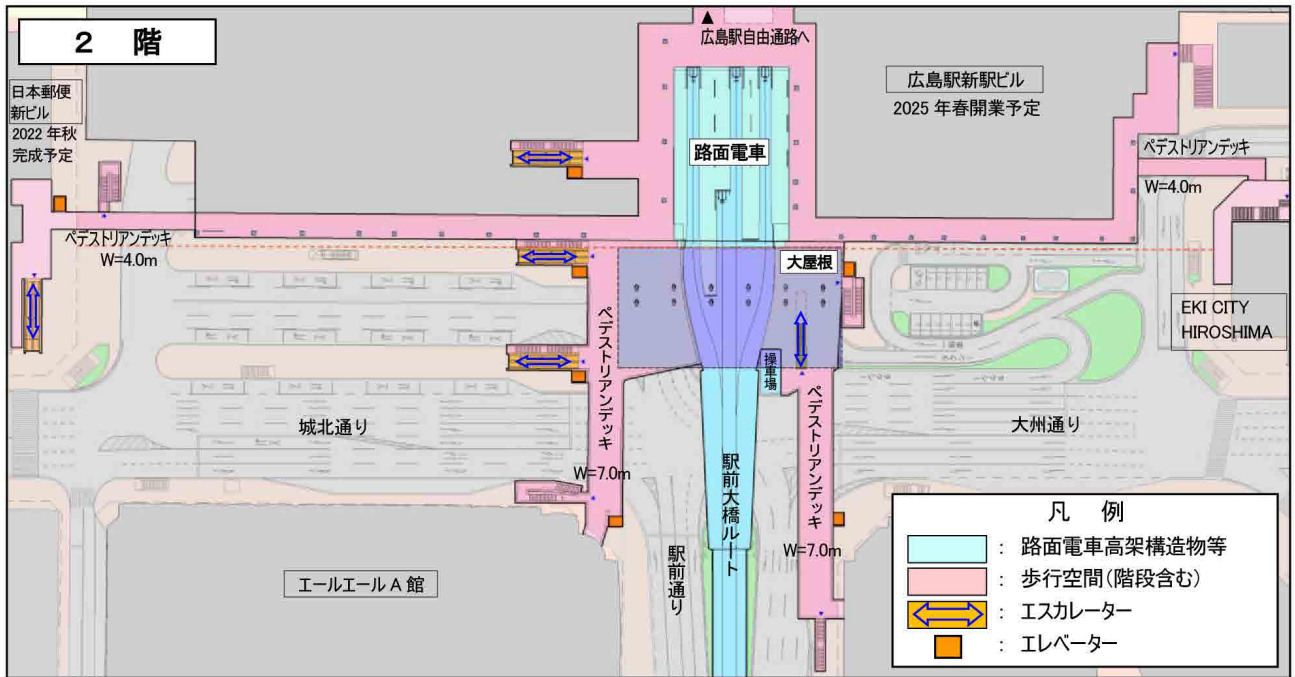 2 階
広島駅自由通路へ
日本郵便
新ビル
2022 年秋
完成予定
広島駅新駅ビル
2025 年春開業予定
路面電車
ペデストリアンデッキ
W=4.0m
ペデストリアンデッキ
W=4.0m
大屋根
EKI CITY
HIROSHIMA
ペデストリアンデッキ
W=7.0m
操車場
城北通り
大州通り
駅前大橋ルート
ペデストリアンデッキ
W=7.0m
駅前通り
エールエール A 館
凡 例
: 路面電車高架構造物等
: 歩行空間(階段含む)
: エスカレーター
: エレベーター